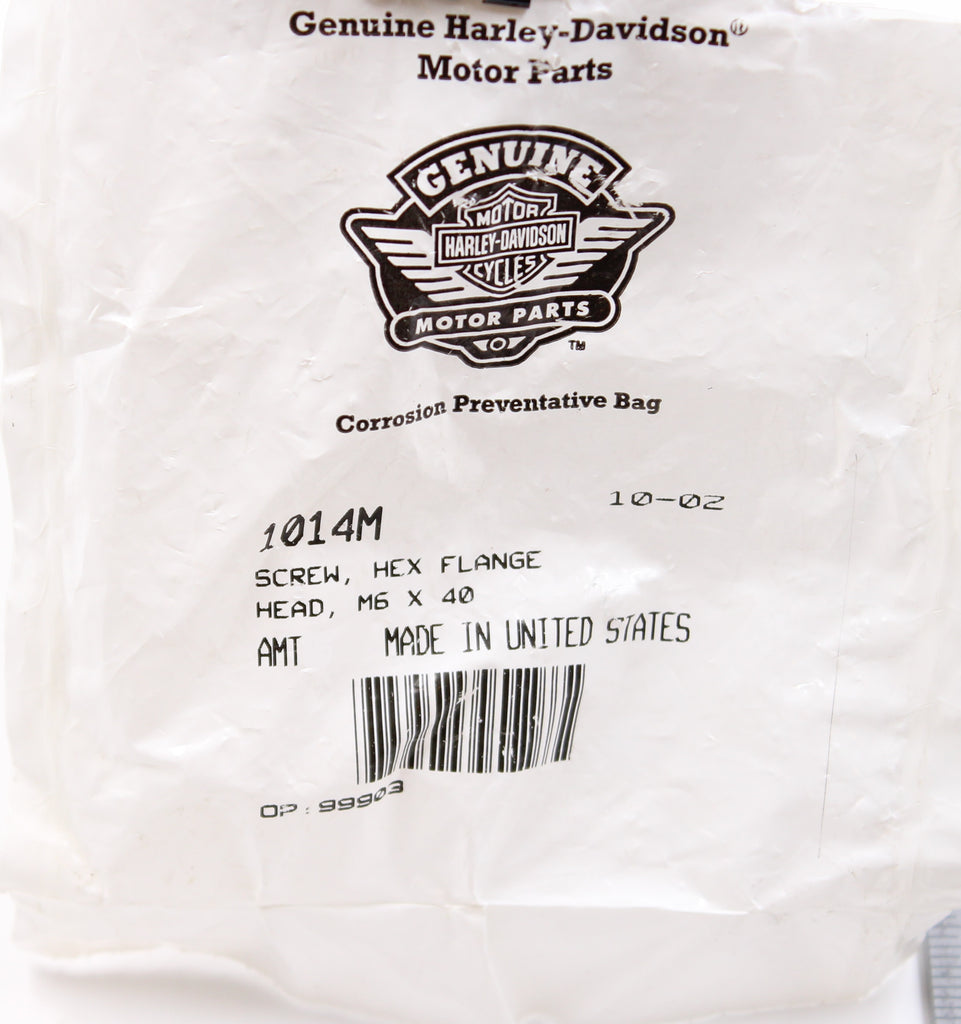 Genuine Harley-Davidson®
Motor Parts
GENUINE
MOTOR
HARLEY-DAVIDSON
CYCLES
MOTOR PARTS
TM
Corrosion Preventative Bag
10-02
1014M
SCREW, HEX FLANGE
HEAD, M6 X 40
AMT MADE IN UNITED STATES
OP:99903